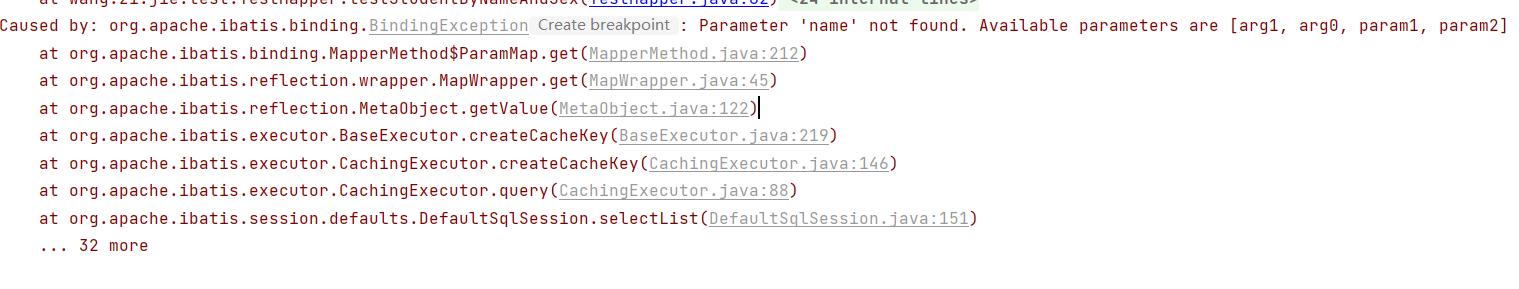 at wang.zi.jie.test.TestMapper.testStudentByNameAndSex(TestMapper.java:62) <24 internal lines>
Caused by: org.apache.ibatis.binding.BindingException Create breakpoint : Parameter 'name' not found. Available parameters are [arg1, arg0, param1, param2]
at org.apache.ibatis.binding.MapperMethod$ParamMap.get(MapperMethod.java:212)
at org.apache.ibatis.reflection.wrapper.MapWrapper.get(MapWrapper.java:45)
at org.apache.ibatis.reflection.MetaObject.getValue(MetaObject.java:122)
at org.apache.ibatis.executor.BaseExecutor.createCacheKey(BaseExecutor.java:219)
at org.apache.ibatis.executor.CachingExecutor.createCacheKey(CachingExecutor.java:146)
at org.apache.ibatis.executor.CachingExecutor.query(CachingExecutor.java:88)
at org.apache.ibatis.session.defaults.DefaultSqlSession.selectList(DefaultSqlSession.java:151)
... 32 more